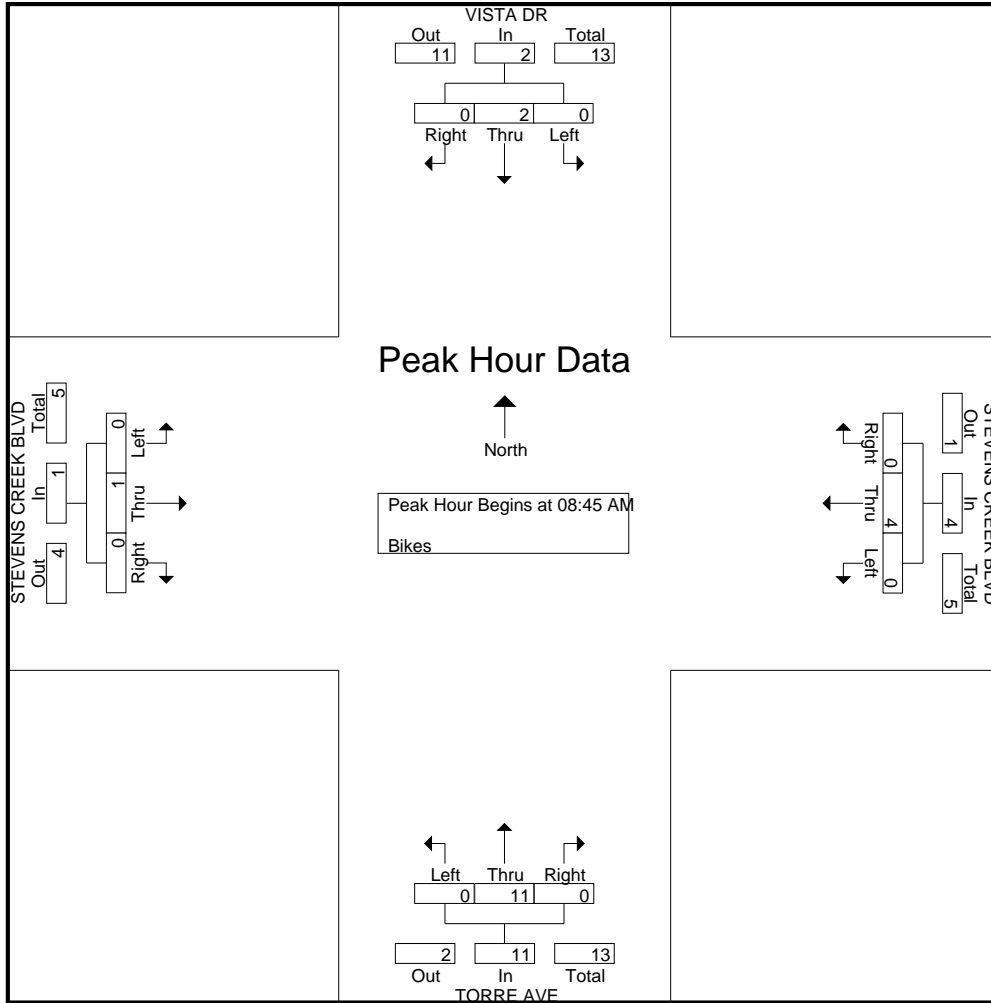 VISTA DR
Out In Total
11 2 13
0 2 0
Right Thru Left
Peak Hour Data
North
Peak Hour Begins at 08:45 AM
Bikes
STEVENS CREEK BLVD
Total In Out
5 1 4
0 1 0
Left Thru Right
STEVENS CREEK BLVD
Out In Total
1 4 5
0 4 0
Right Thru Left
Left Thru Right
0 11 0
2 11 13
Out In Total
TORRE AVE